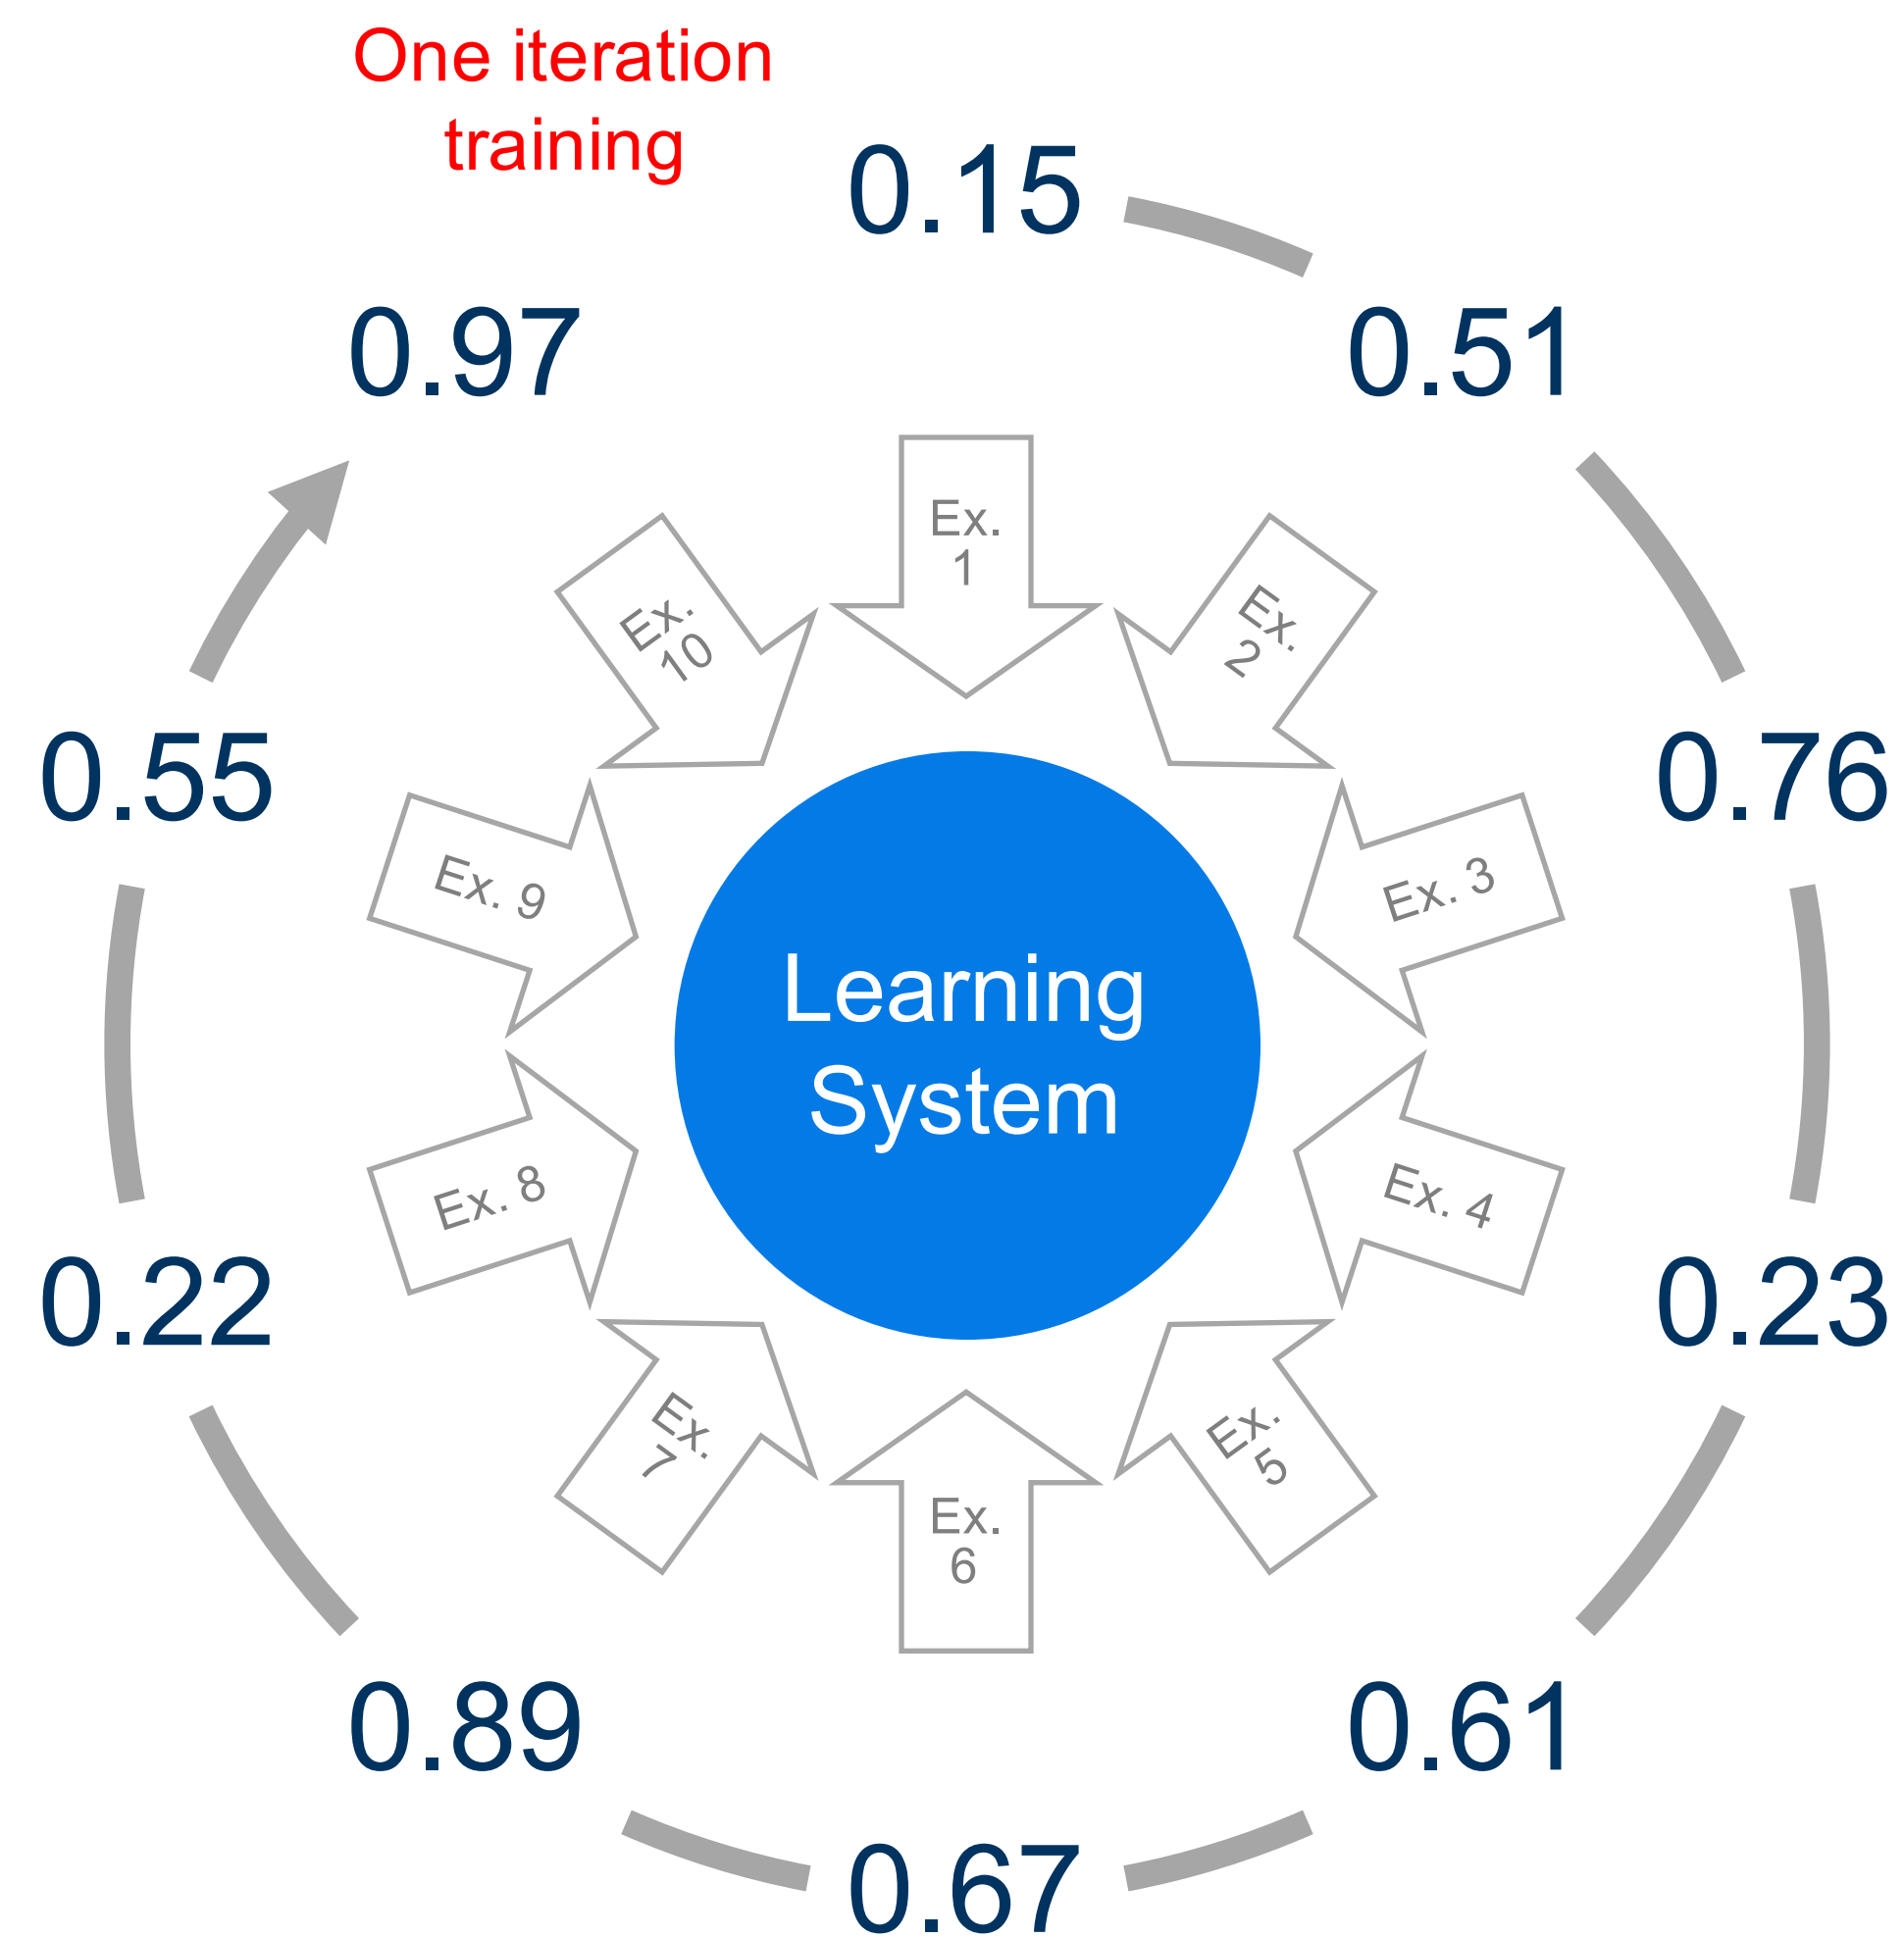 One iteration
training
0.15
0.51
0.76
0.23
0.61
0.67
0.89
0.22
0.55
0.97
Ex.
1
Ex.
2
Ex. 3
Ex. 4
Ex.
5
Ex.
6
Ex.
7
Ex. 8
Ex. 9
Ex.
10
Learning
System